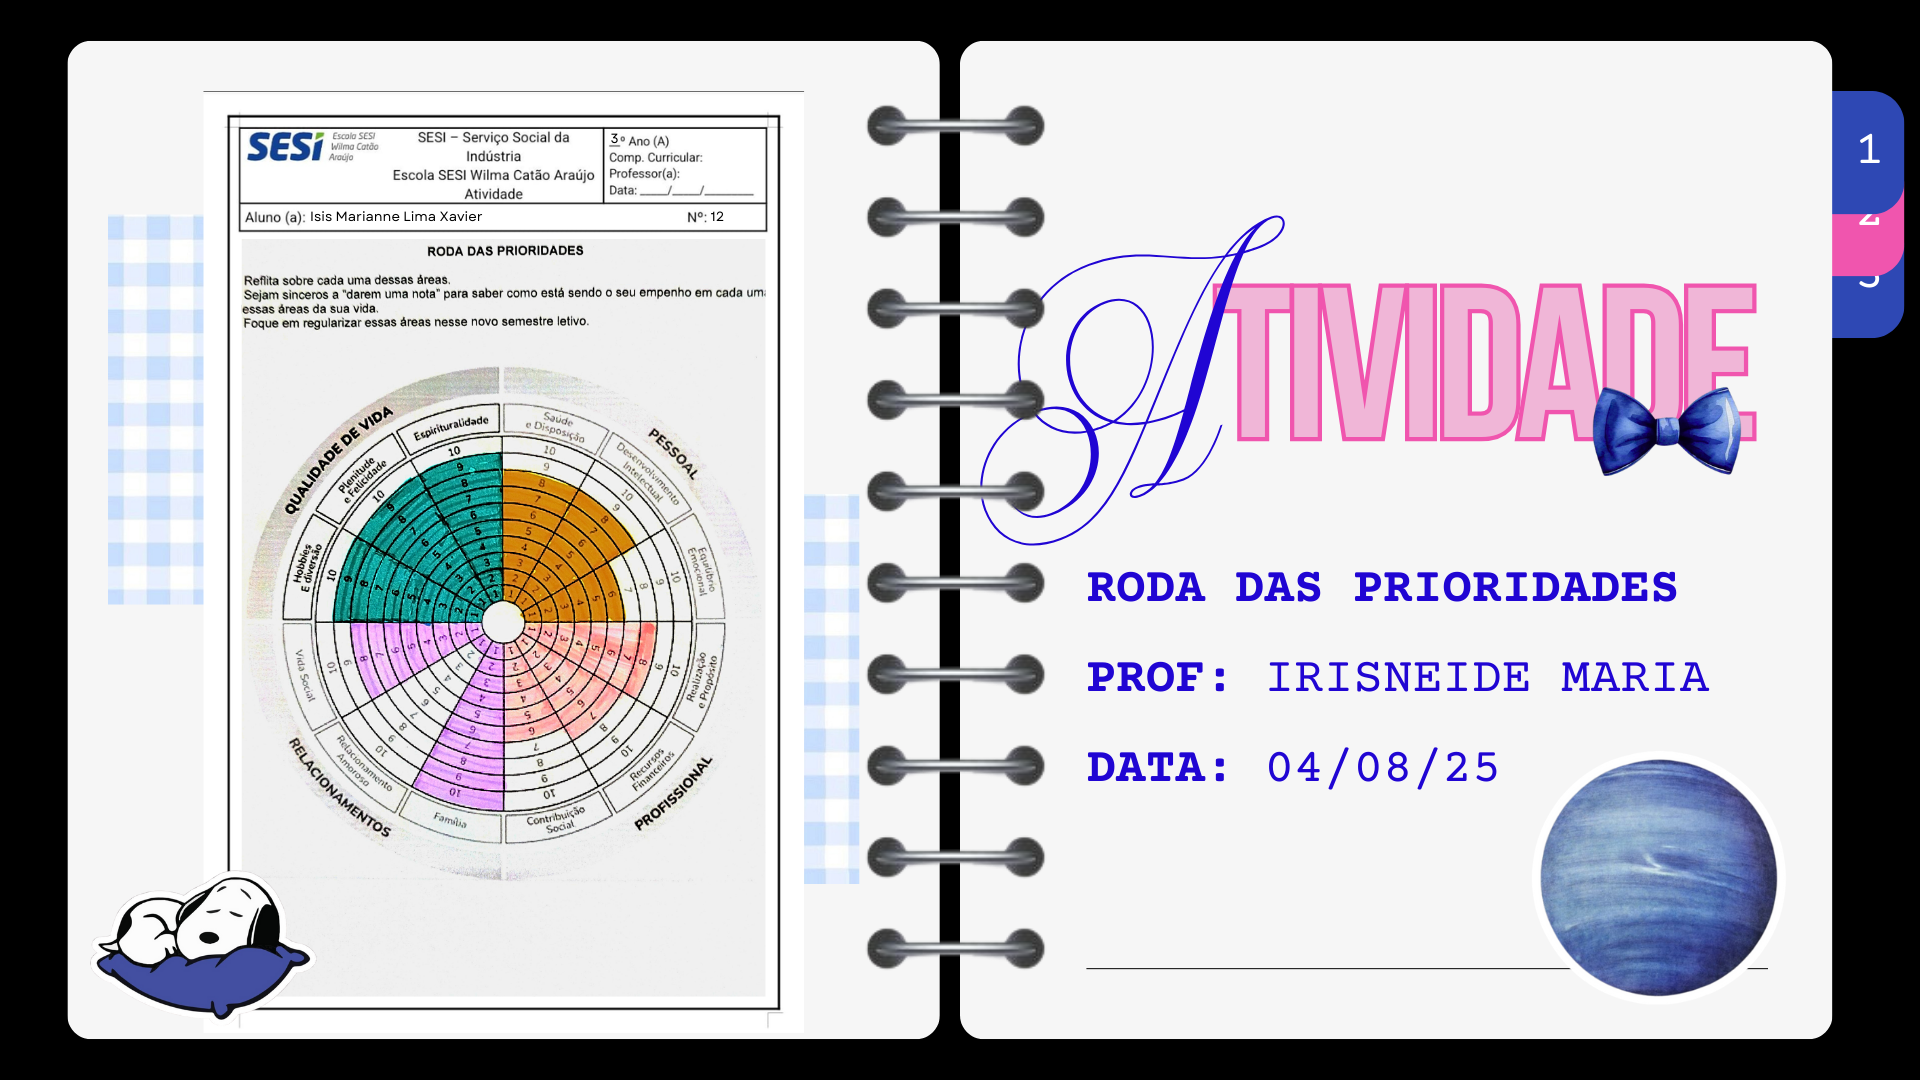 SESI
Escola SESI
Wilma Catão
Araújo
SESI – Serviço Social da
Indústria
Escola SESI Wilma Catão Araújo
Atividade
3º Ano (A)
Comp. Curricular:
Professor(a):
Data: ____/____/_______
Aluno (a): Isis Marianne Lima Xavier Nº: 12
RODA DAS PRIORIDADES
Reflita sobre cada uma dessas áreas.
Sejam sinceros a "darem uma nota" para saber como está sendo o seu empenho em cada uma
essas áreas da sua vida.
Foque em regularizar essas áreas nesse novo semestre letivo.
QUALIDADE DE VIDA
PESSOAL
PROFISSIONAL
RELACIONAMENTOS
Espiritualidade
Saúde
e Disposição
Desenvolvimento
Intelectual
Equilíbrio
Emocional
Realização
e Propósito
Recursos
Financeiros
Contribuição
Social
Família
Relacionamento
Amoroso
Vida Social
Hobbies
E diversão
Plenitude
e Felicidade
ATIVIDADE
RODA DAS PRIORIDADES
PROF: IRISNEIDE MARIA
DATA: 04/08/25
1
2
3